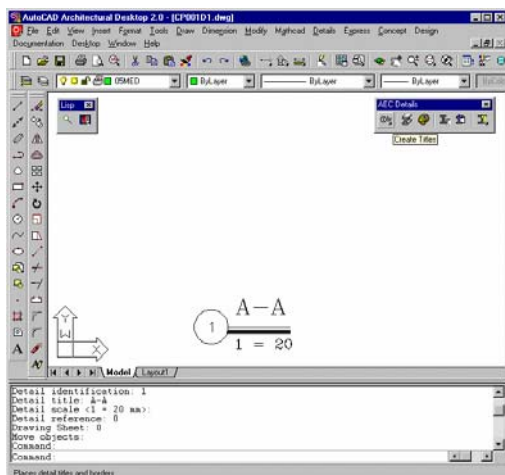 AutoCAD Architectural Desktop 2.0 - [CP001D1.dwg]
File Edit View Insert Format Tools Draw Dimension Modify Mathcad Details Express Concept Design
Documentation Desktop Window Help
05MED ByLayer ByLayer ByLayer
Lisp
AEC Details
Create Titles
A-A
1
1 = 20
Y
W
X
A
Model Layout1
Detail identification: 1
Detail title: A-A
Detail scale <1 = 20 mm>:
Detail reference: 0
Drawing Sheet: 0
Move objects:
Command:
Command:
Places detail titles and borders